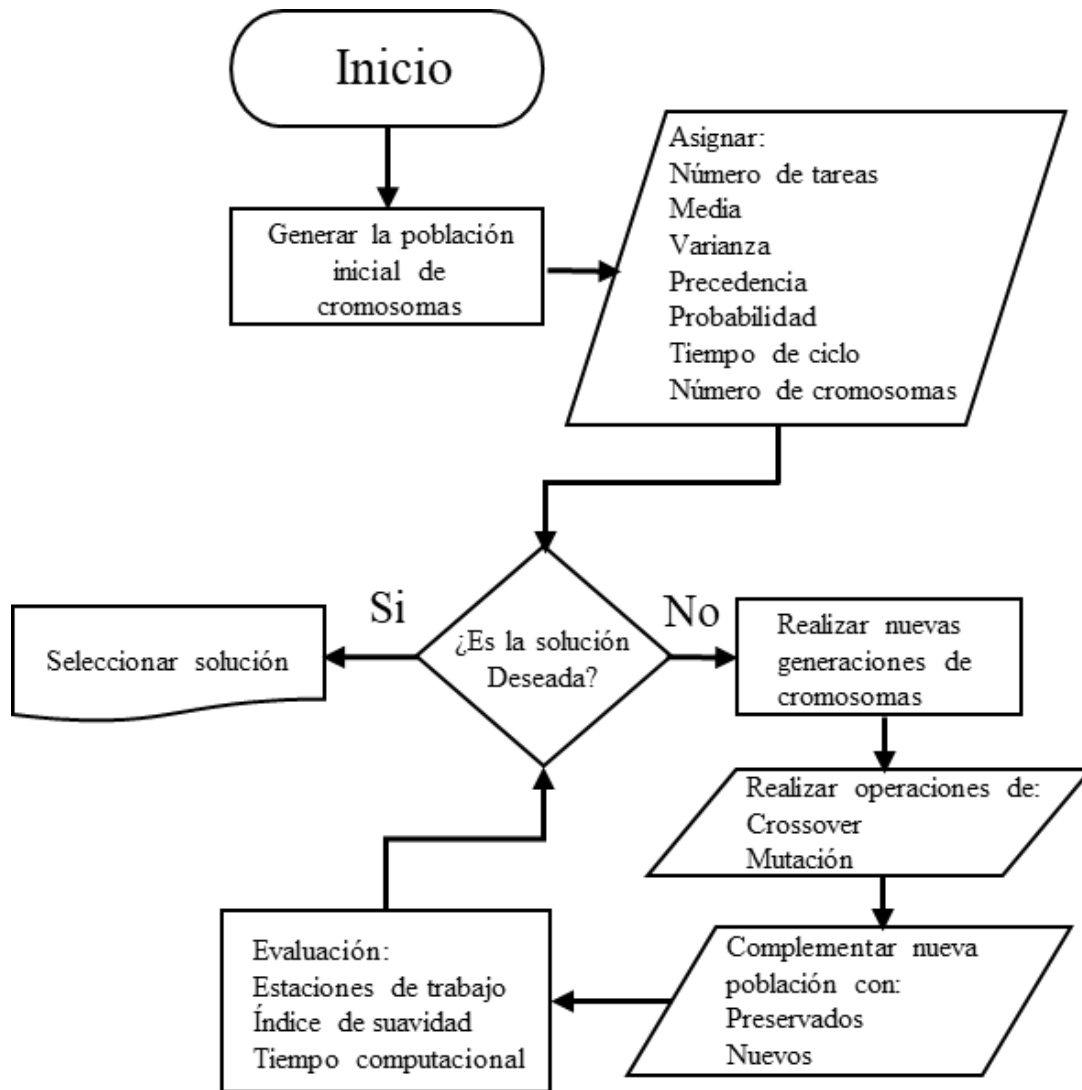 Inicio
Generar la población
inicial de
cromosomas
Asignar:
Número de tareas
Media
Varianza
Precedencia
Probabilidad
Tiempo de ciclo
Número de cromosomas
¿Es la solución
Deseada?
Si
No
Seleccionar solución
Realizar nuevas
generaciones de
cromosomas
Realizar operaciones de:
Crossover
Mutación
Complementar nueva
población con:
Preservados
Nuevos
Evaluación:
Estaciones de trabajo
Índice de suavidad
Tiempo computacional